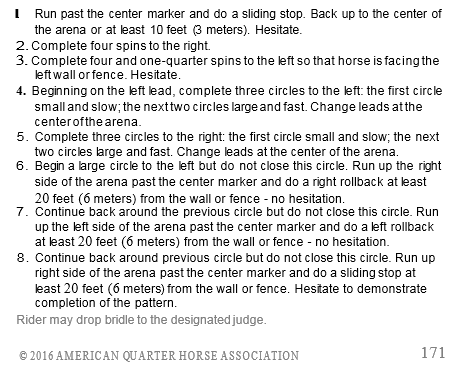 1 Run past the center marker and do a sliding stop. Back up to the center of
the arena or at least 10 feet (3 meters). Hesitate.
2. Complete four spins to the right.
3. Complete four and one-quarter spins to the left so that horse is facing the
left wall or fence. Hesitate.
4. Beginning on the left lead, complete three circles to the left: the first circle
small and slow; the next two circles large and fast. Change leads at the
center of the arena.
5. Complete three circles to the right: the first circle small and slow; the next
two circles large and fast. Change leads at the center of the arena.
6. Begin a large circle to the left but do not close this circle. Run up the right
side of the arena past the center marker and do a right rollback at least
20 feet (6 meters) from the wall or fence - no hesitation.
7. Continue back around the previous circle but do not close this circle. Run
up the left side of the arena past the center marker and do a left rollback
at least 20 feet (6 meters) from the wall or fence - no hesitation.
8. Continue back around previous circle but do not close this circle. Run up
right side of the arena past the center marker and do a sliding stop at
least 20 feet (6 meters) from the wall or fence. Hesitate to demonstrate
completion of the pattern.
Rider may drop bridle to the designated judge.
© 2016 AMERICAN QUARTER HORSE ASSOCIATION 171